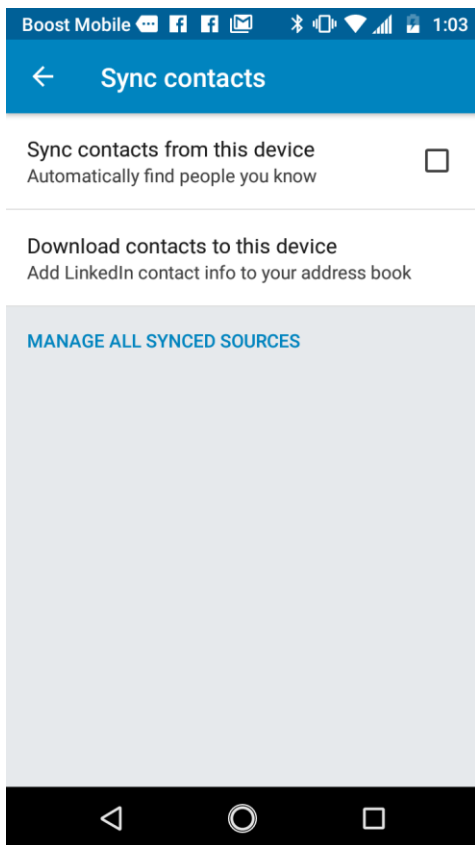 Boost Mobile 1:03
Sync contacts
Sync contacts from this device
Automatically find people you know
Download contacts to this device
Add LinkedIn contact info to your address book
MANAGE ALL SYNCED SOURCES